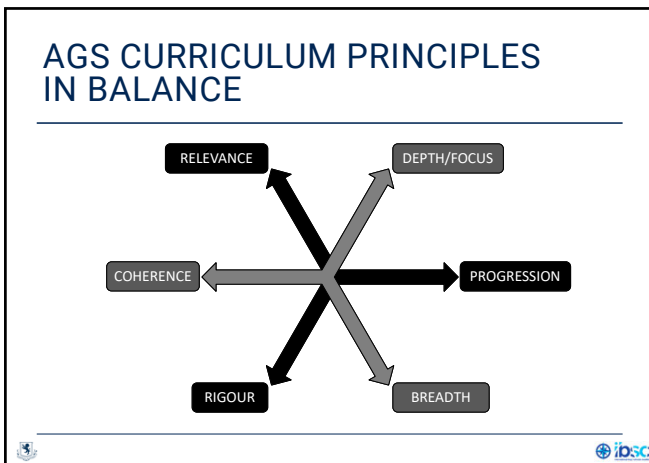 AGS CURRICULUM PRINCIPLES
IN BALANCE
RELEVANCE
DEPTH/FOCUS
COHERENCE
PROGRESSION
RIGOUR
BREADTH
ibsc